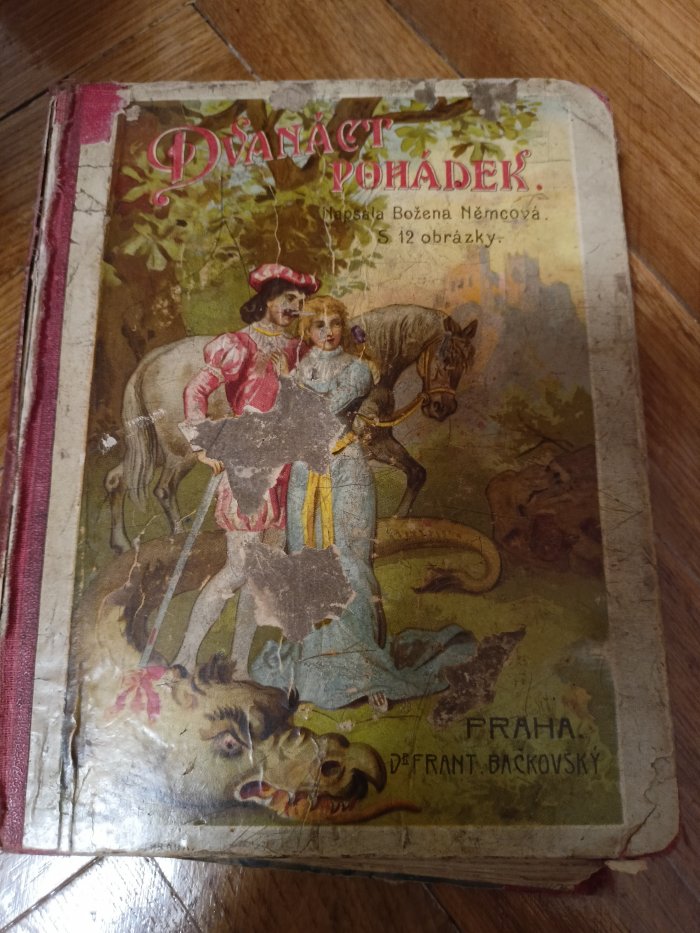 DVANÁCT
POHÁDEK.
Napsala Božena Němcová.
S 12 obrázky.
PRAHA.
DR FRANT. BAČKOVSKÝ